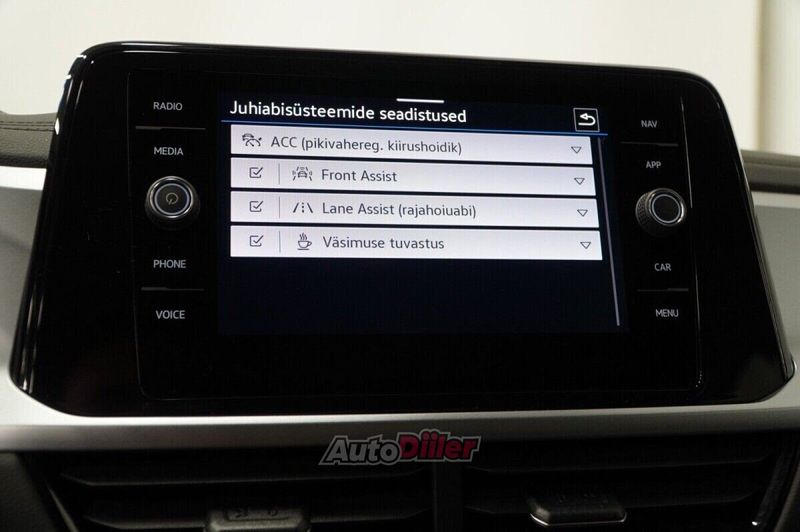 RADIO
MEDIA
PHONE
VOICE
Juhiabisüsteemide seadistused
ACC (pikivahereg. kiirushoidik)
Front Assist
Lane Assist (rajahoiuabi)
Väsimuse tuvastus
NAV
APP
CAR
MENU
AutoDiiler